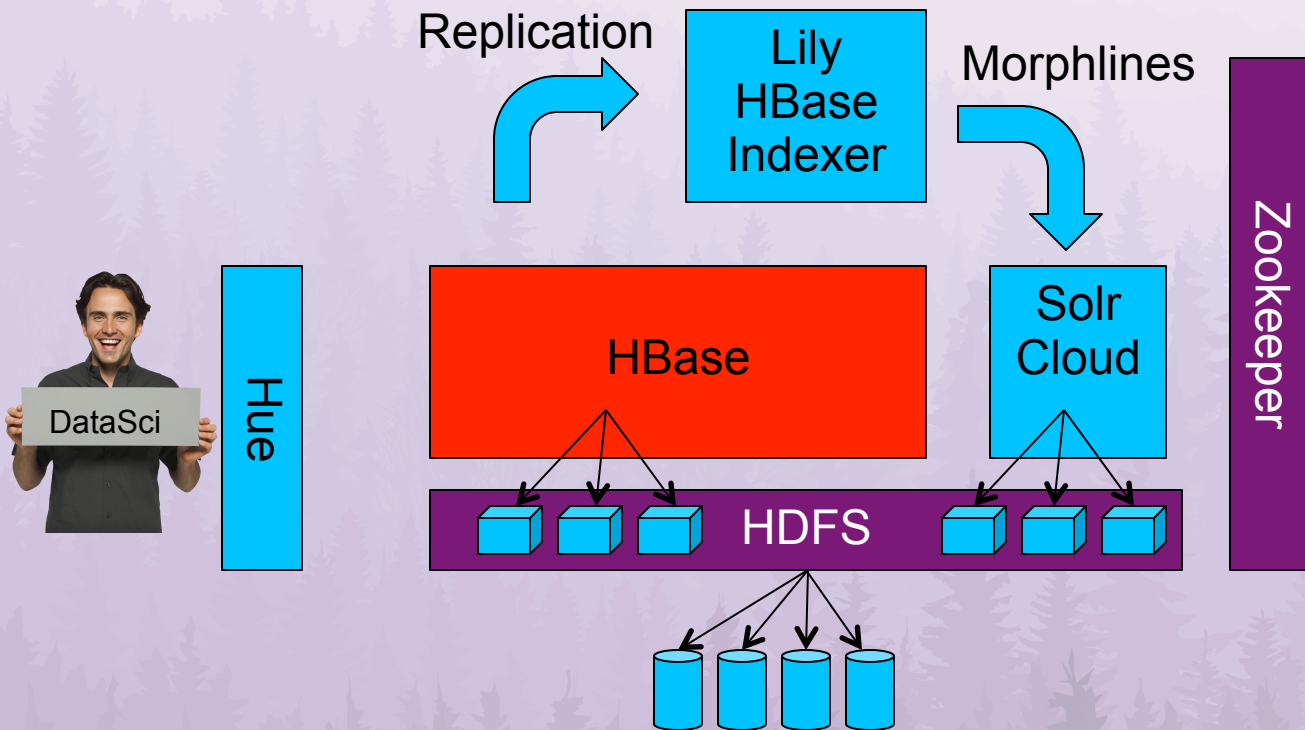 Replication
Lily
HBase
Indexer
Morphlines
Zookeeper
DataSci
Hue
HBase
Solr
Cloud
HDFS